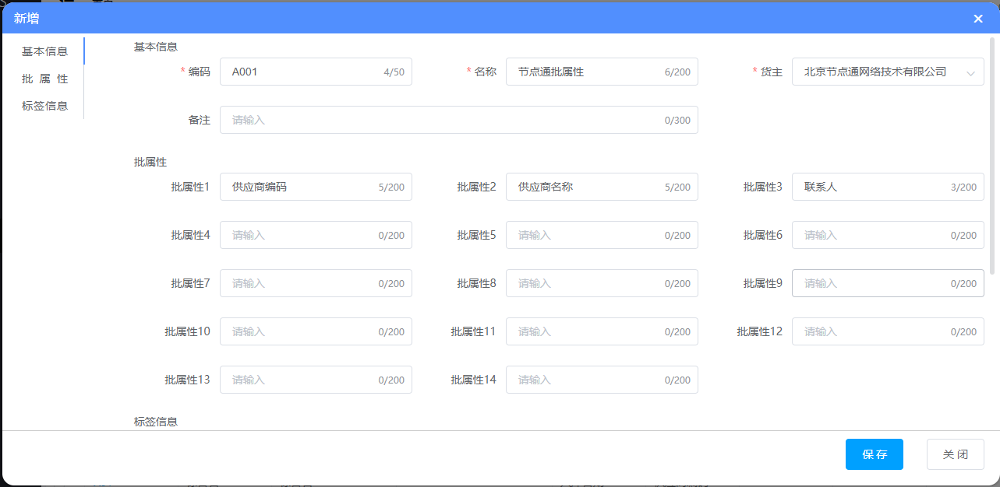 新增
基本信息
批 属 性
标签信息
基本信息
* 编码 A001 4/50 * 名称 节点通批属性 6/200 * 货主 北京节点通网络技术有限公司
备注 请输入 0/300
批属性
批属性1 供应商编码 5/200 批属性2 供应商名称 5/200 批属性3 联系人 3/200
批属性4 请输入 0/200 批属性5 请输入 0/200 批属性6 请输入 0/200
批属性7 请输入 0/200 批属性8 请输入 0/200 批属性9 请输入 0/200
批属性10 请输入 0/200 批属性11 请输入 0/200 批属性12 请输入 0/200
批属性13 请输入 0/200 批属性14 请输入 0/200
标签信息
保 存 关 闭